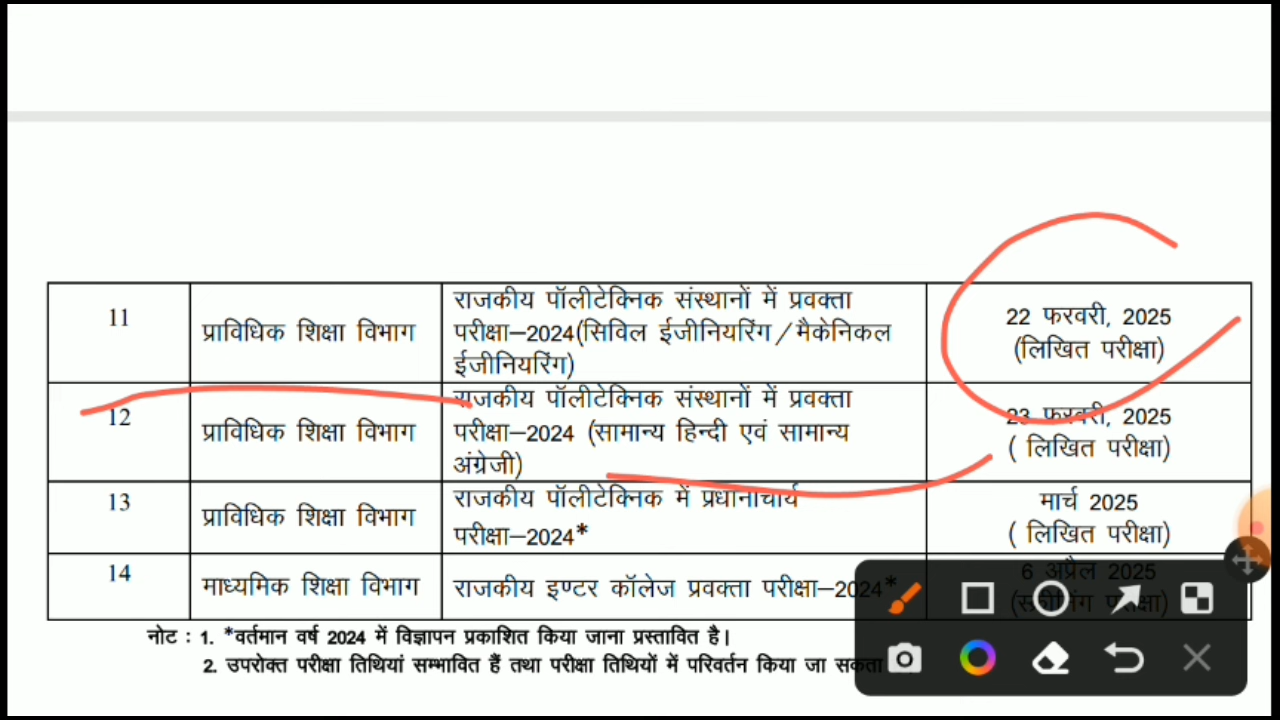 11
प्राविधिक शिक्षा विभाग
राजकीय पॉलीटेक्निक संस्थानों में प्रवक्ता
परीक्षा–2024(सिविल ईजीनियरिंग/मैकेनिकल
ईजीनियरिंग)
22 फरवरी, 2025
(लिखित परीक्षा)
12
प्राविधिक शिक्षा विभाग
राजकीय पॉलीटेक्निक संस्थानों में प्रवक्ता
परीक्षा–2024 (सामान्य हिन्दी एवं सामान्य
अंग्रेजी)
23 फरवरी, 2025
( लिखित परीक्षा)
13
प्राविधिक शिक्षा विभाग
राजकीय पॉलीटेक्निक में प्रधानाचार्य
परीक्षा–2024*
मार्च 2025
( लिखित परीक्षा)
14
माध्यमिक शिक्षा विभाग
राजकीय इण्टर कॉलेज प्रवक्ता परीक्षा–2024*
6 अप्रैल 2025
(स्क्रीनिंग परीक्षा)
नोट : 1. *वर्तमान वर्ष 2024 में विज्ञापन प्रकाशित किया जाना प्रस्तावित है।
2. उपरोक्त परीक्षा तिथियां सम्भावित हैं तथा परीक्षा तिथियों में परिवर्तन किया जा सकता